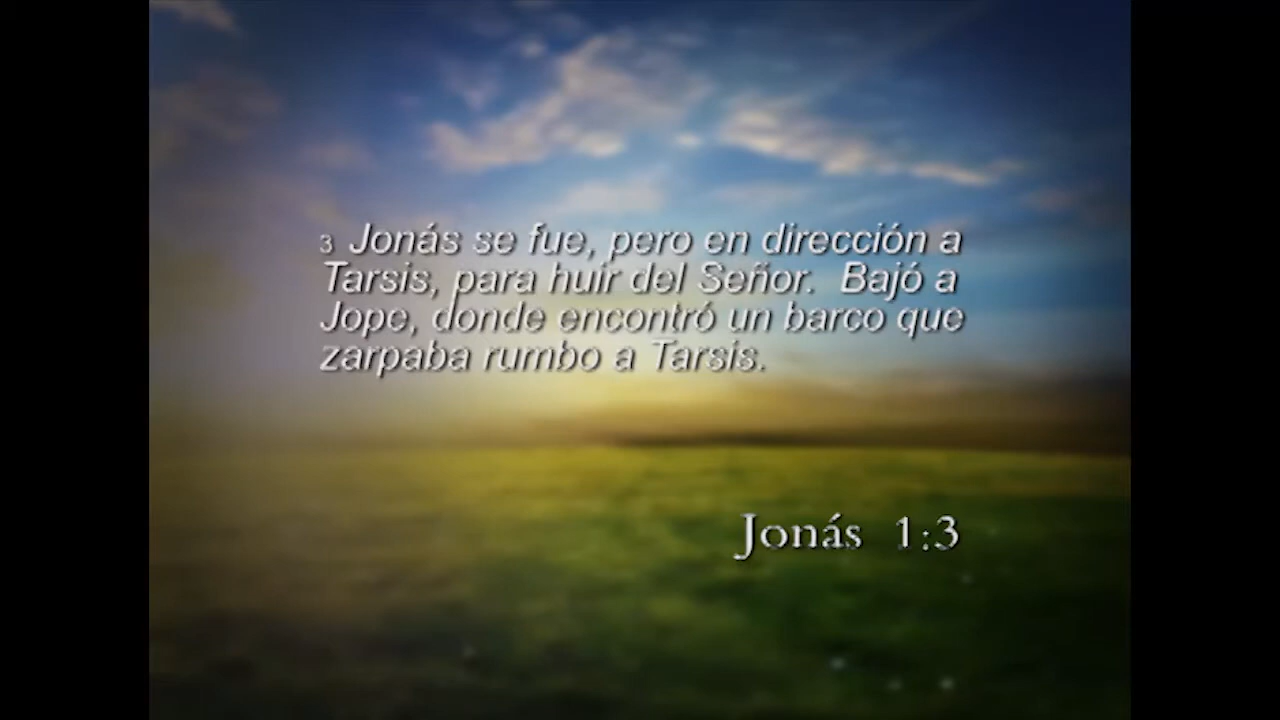 3 Jonás se fue, pero en dirección a
Tarsis, para huir del Señor. Bajó a
Jope, donde encontró un barco que
zarpaba rumbo a Tarsis.
Jonás 1:3